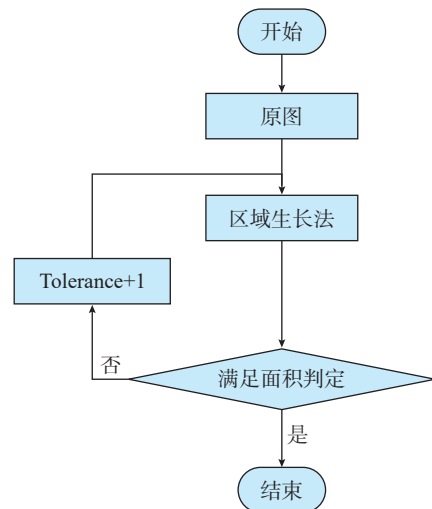 开始
原图
区域生长法
Tolerance+1
否
满足面积判定
是
结束